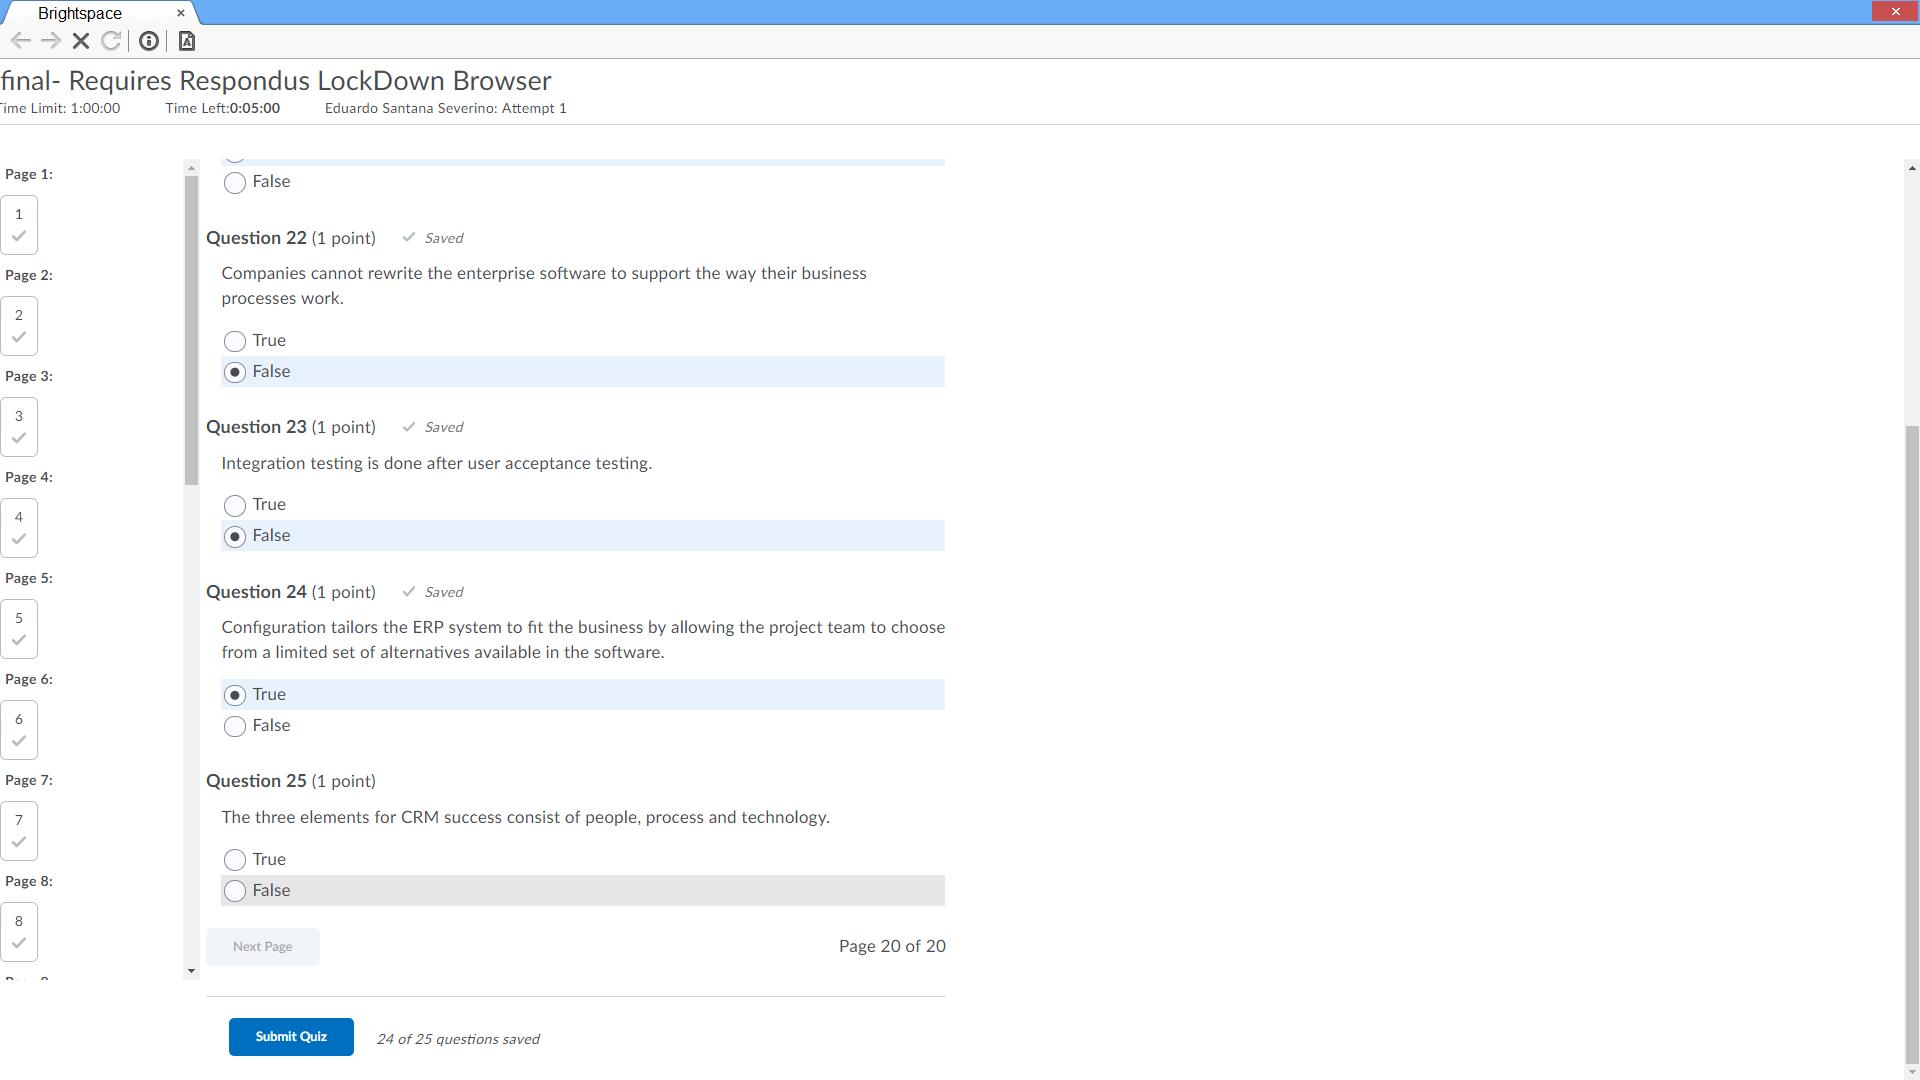 Brightspace
final- Requires Respondus LockDown Browser
Time Limit: 1:00:00 Time Left:0:05:00 Eduardo Santana Severino: Attempt 1
Page 1:
1
Page 2:
2
Page 3:
3
Page 4:
4
Page 5:
5
Page 6:
6
Page 7:
7
Page 8:
8
False
Question 22 (1 point) Saved
Companies cannot rewrite the enterprise software to support the way their business
processes work.
True
False
Question 23 (1 point) Saved
Integration testing is done after user acceptance testing.
True
False
Question 24 (1 point) Saved
Configuration tailors the ERP system to fit the business by allowing the project team to choose
from a limited set of alternatives available in the software.
True
False
Question 25 (1 point)
The three elements for CRM success consist of people, process and technology.
True
False
Next Page Page 20 of 20
Submit Quiz 24 of 25 questions saved